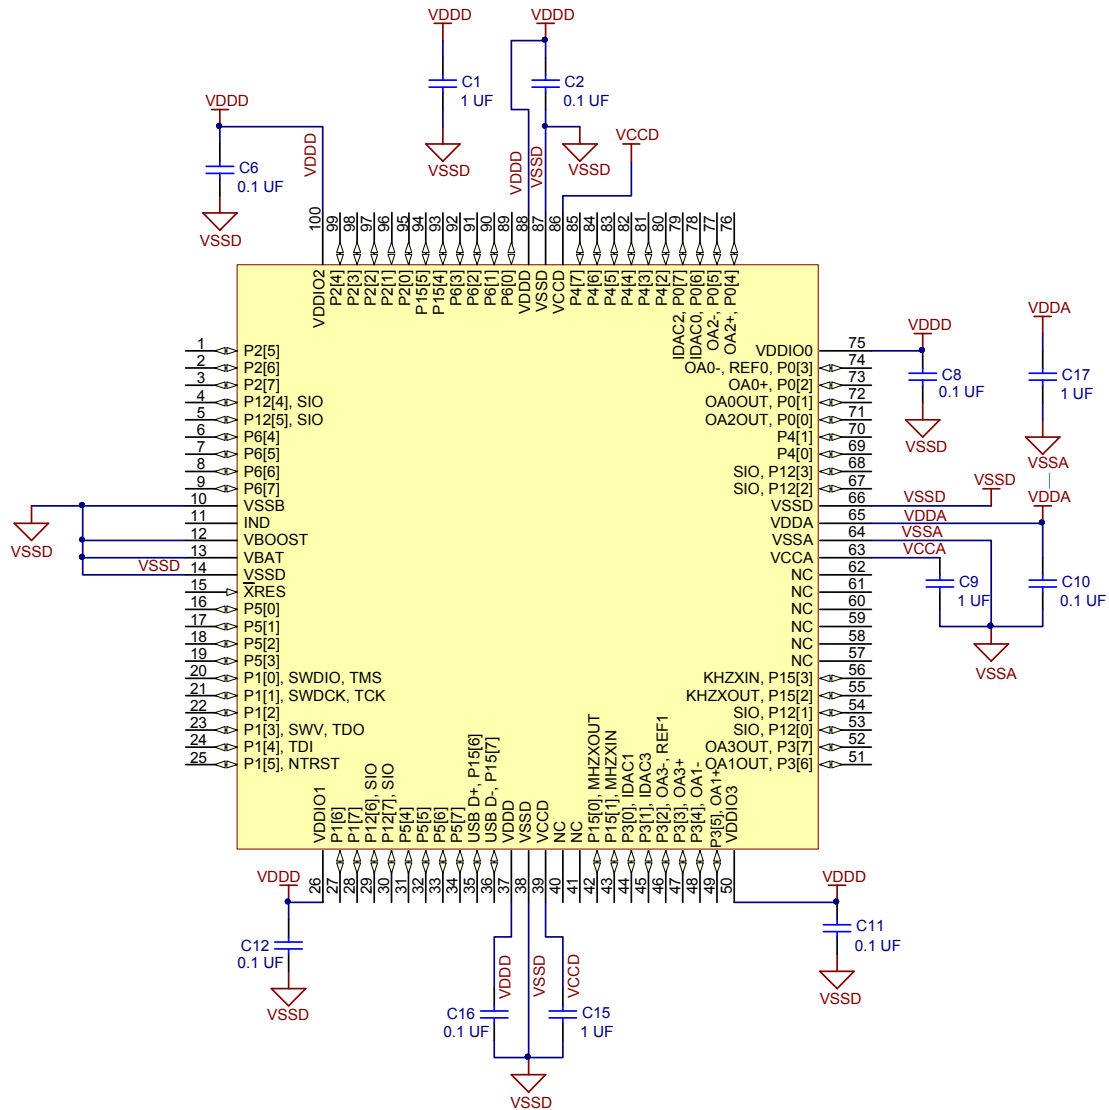 VDDD
VDDD
C1
1 UF
C2
0.1 UF
VSSD
VSSD
VDDD
VCCD
VDDD
VDDD
VSSD
C6
0.1 UF
VSSD
100
99
98
97
96
95
94
93
92
91
90
89
88
87
86
85
84
83
82
81
80
79
78
77
76
VDDIO2
P2[4]
P2[3]
P2[2]
P2[1]
P2[0]
P15[5]
P15[4]
P6[3]
P6[2]
P6[1]
P6[0]
VDDD
VSSD
VCCD
P4[7]
P4[6]
P4[5]
P4[4]
P4[3]
P4[2]
IDAC2, P0[7]
IDAC0, P0[6]
OA2-, P0[5]
OA2+, P0[4]
1 P2[5]
2 P2[6]
3 P2[7]
4 P12[4], SIO
5 P12[5], SIO
6 P6[4]
7 P6[5]
8 P6[6]
9 P6[7]
10 VSSB
11 IND
12 VBOOST
13 VBAT
VSSD 14 VSSD
15 XRES
16 P5[0]
17 P5[1]
18 P5[2]
19 P5[3]
20 P1[0], SWDIO, TMS
21 P1[1], SWDCK, TCK
22 P1[2]
23 P1[3], SWV, TDO
24 P1[4], TDI
25 P1[5], NTRST
VSSD
VDDIO0 75
OA0-, REF0, P0[3] 74
OA0+, P0[2] 73
OA0OUT, P0[1] 72
OA2OUT, P0[0] 71
P4[1] 70
P4[0] 69
SIO, P12[3] 68
SIO, P12[2] 67
VSSD 66 VSSD
VDDA 65 VDDA
VSSA 64 VSSA
VCCA 63 VCCA
NC 62
NC 61
NC 60
NC 59
NC 58
NC 57
KHZXIN, P15[3] 56
KHZXOUT, P15[2] 55
SIO, P12[1] 54
SIO, P12[0] 53
OA3OUT, P3[7] 52
OA1OUT, P3[6] 51
VDDD
C8
0.1 UF
VSSD
VDDA
C17
1 UF
VSSA
VSSD
VDDA
C9
1 UF
C10
0.1 UF
VSSA
VDDIO1
P1[6]
P1[7]
P12[6], SIO
P12[7], SIO
P5[4]
P5[5]
P5[6]
P5[7]
USB D+, P15[6]
USB D-, P15[7]
VDDD
VSSD
VCCD
NC
NC
P15[0], MHZXOUT
P15[1], MHZXIN
P3[0], IDAC1
P3[1], IDAC3
P3[2], OA3-, REF1
P3[3], OA3+
P3[4], OA1-
P3[5], OA1+
VDDIO3
26
27
28
29
30
31
32
33
34
35
36
37
38
39
40
41
42
43
44
45
46
47
48
49
50
VDDD
C12
0.1 UF
VSSD
VDDD
VSSD
VCCD
C16
0.1 UF
C15
1 UF
VSSD
VDDD
C11
0.1 UF
VSSD